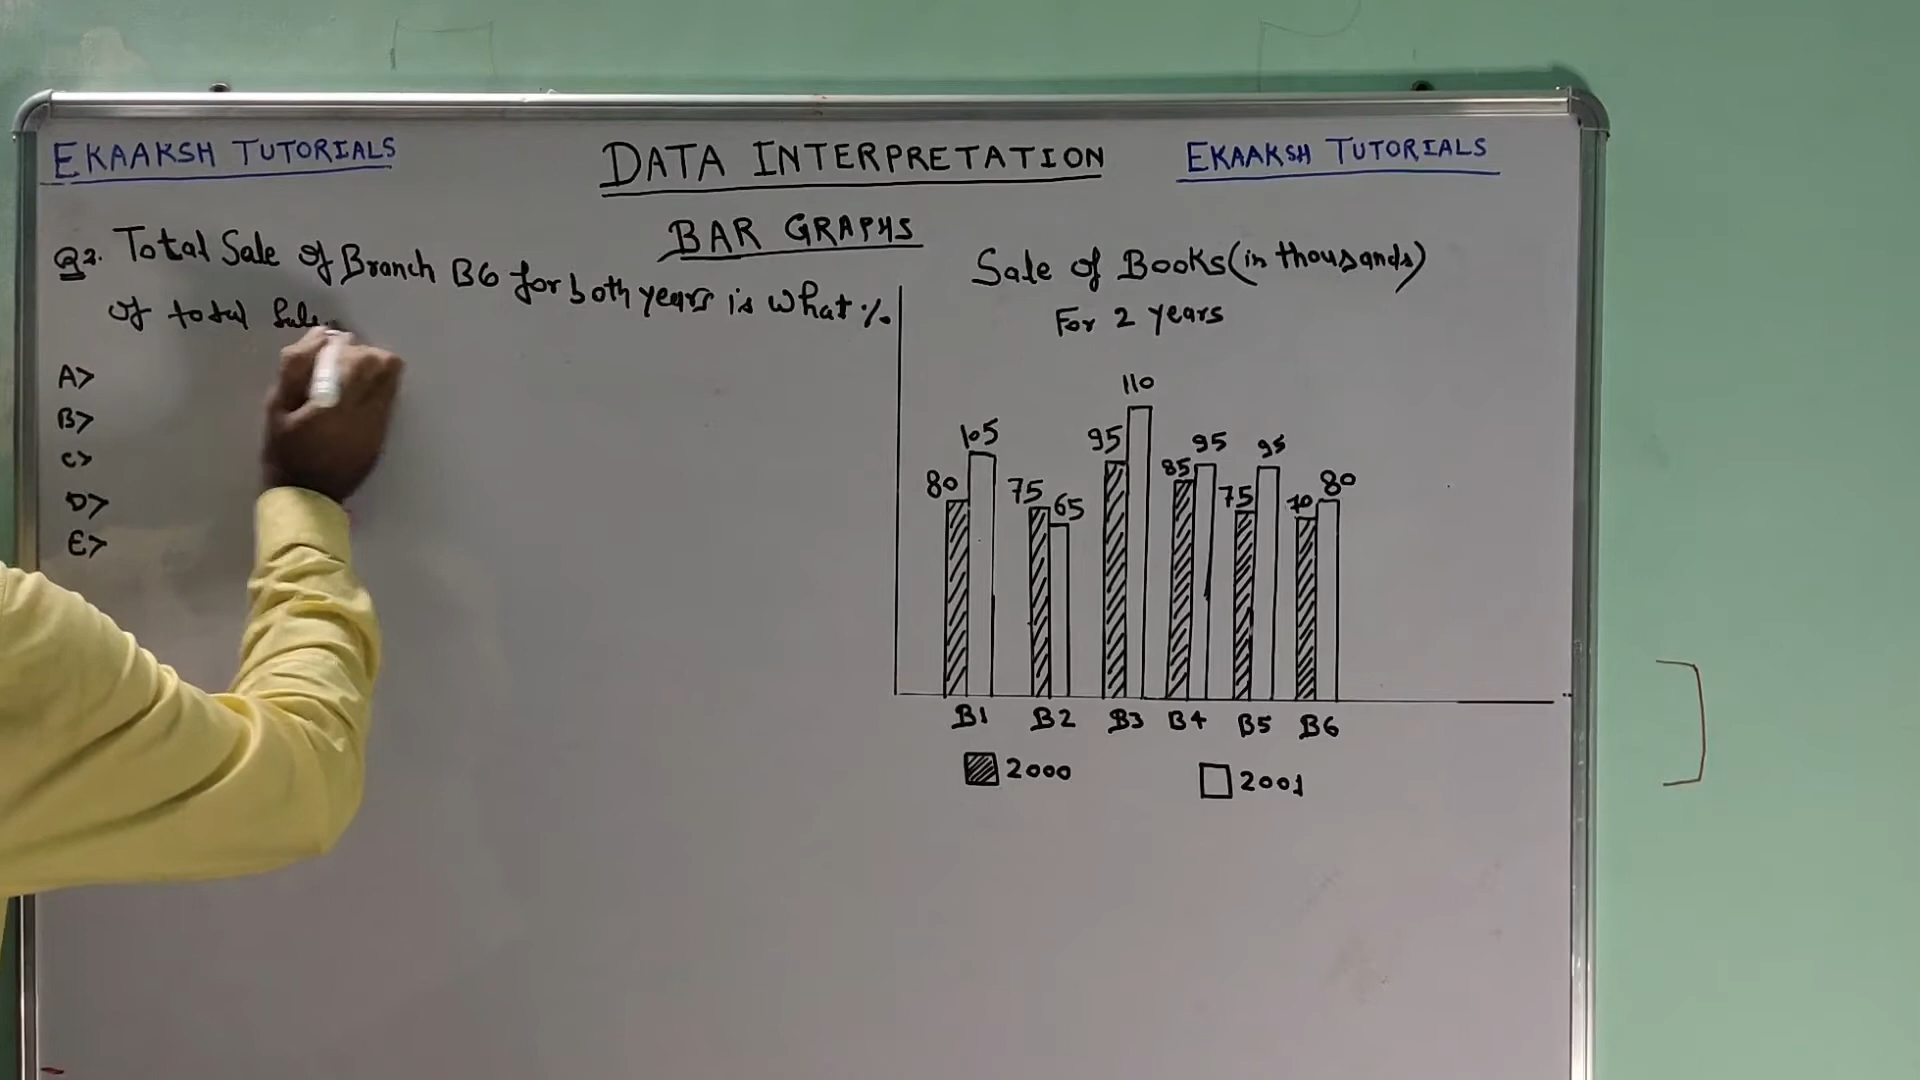 EKAAKSH TUTORIALS
DATA INTERPRETATION
EKAAKSH TUTORIALS
BAR GRAPHS
Q2. Total Sale of Branch B6 for both years is what %
of total Sale
A>
B>
C>
D>
E>
Sale of Books (in thousands)
For 2 years
80 105 75 65 95 110 85 95 75 95 70 80
B1 B2 B3 B4 B5 B6
2000 2001